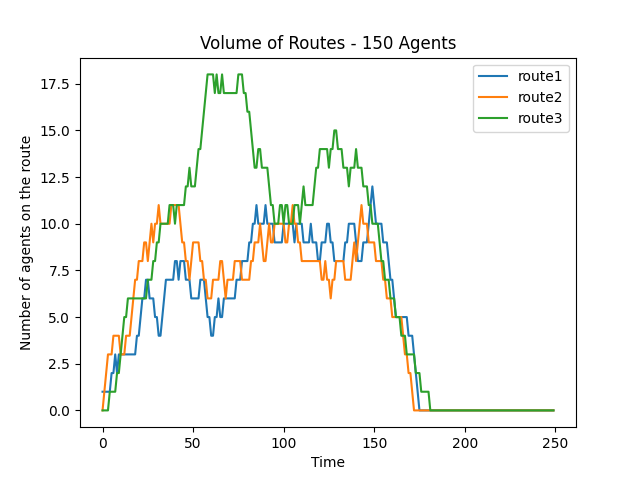 Volume of Routes - 150 Agents
route1
route2
route3
Number of agents on the route
17.5
15.0
12.5
10.0
7.5
5.0
2.5
0.0
0
50
100
150
200
250
Time